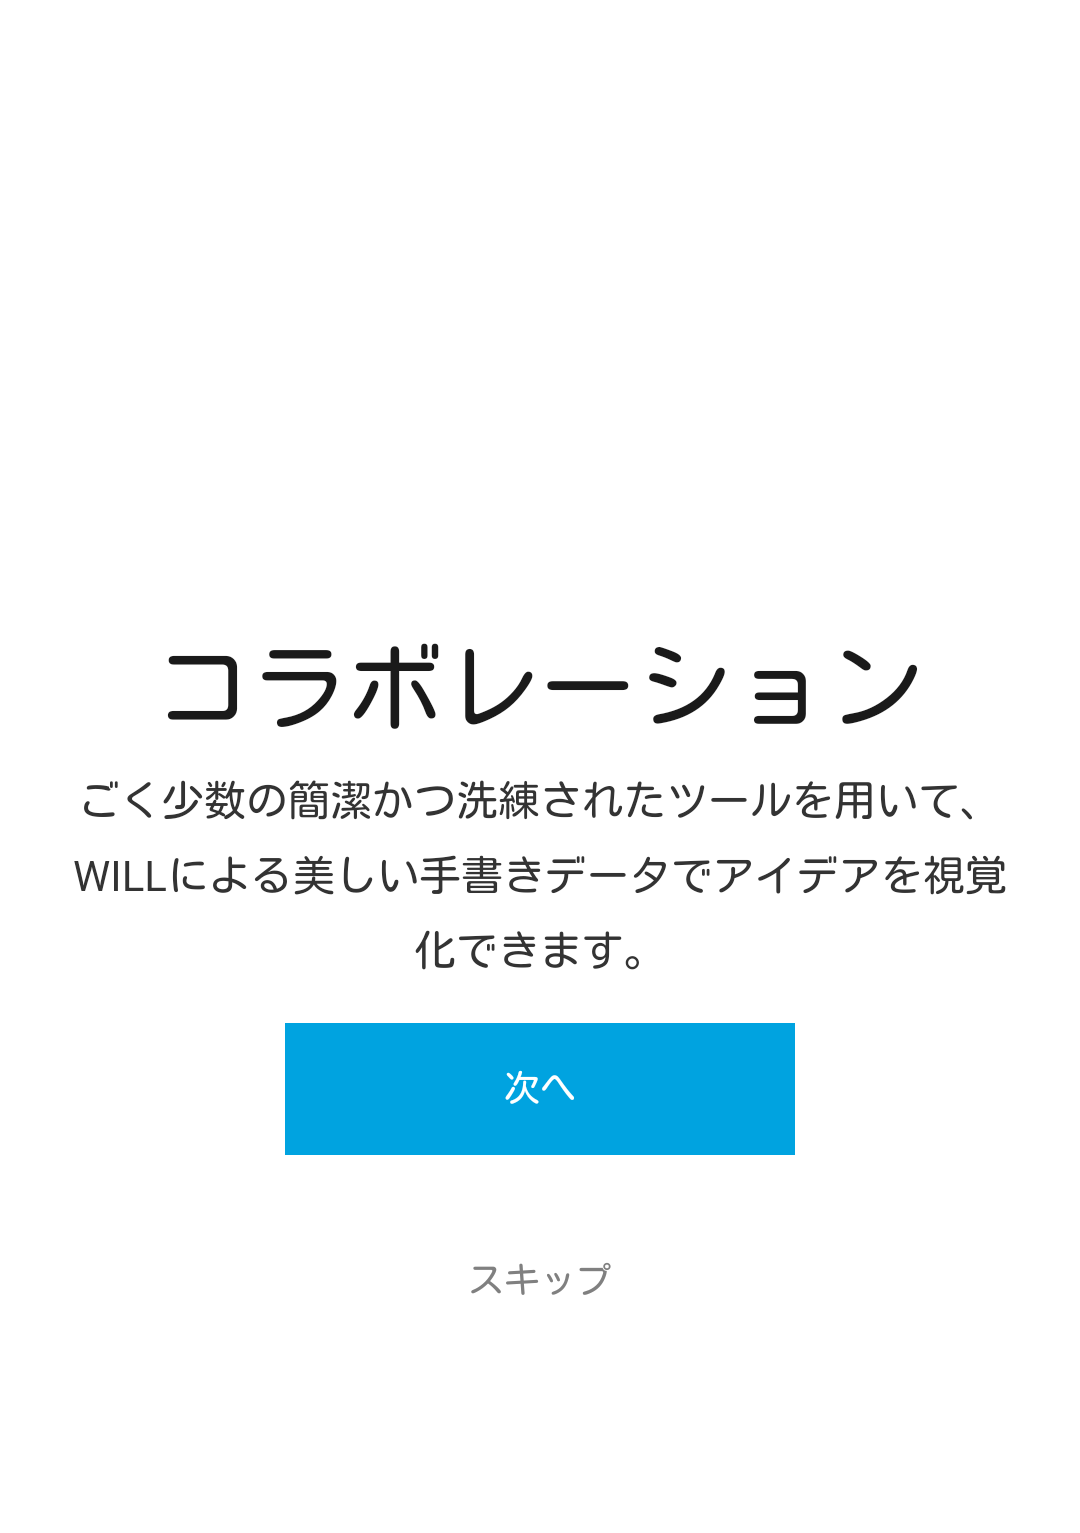 コラボレーション
ごく少数の簡潔かつ洗練されたツールを用いて、
WILLによる美しい手書きデータでアイデアを視覚
化できます。
次へ
スキップ